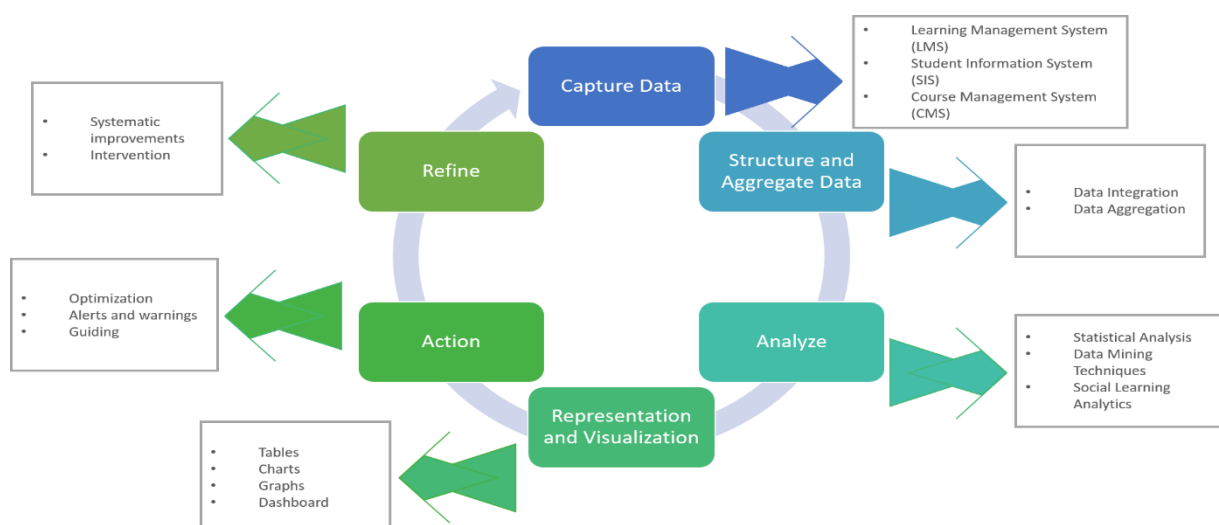 Capture Data
• Learning Management System
(LMS)
• Student Information System
(SIS)
• Course Management System
(CMS)
Structure and
Aggregate Data
• Data Integration
• Data Aggregation
Analyze
• Statistical Analysis
• Data Mining
Techniques
• Social Learning
Analytics
Representation
and Visualization
• Tables
• Charts
• Graphs
• Dashboard
Action
• Optimization
• Alerts and warnings
• Guiding
Refine
• Systematic
improvements
• Intervention